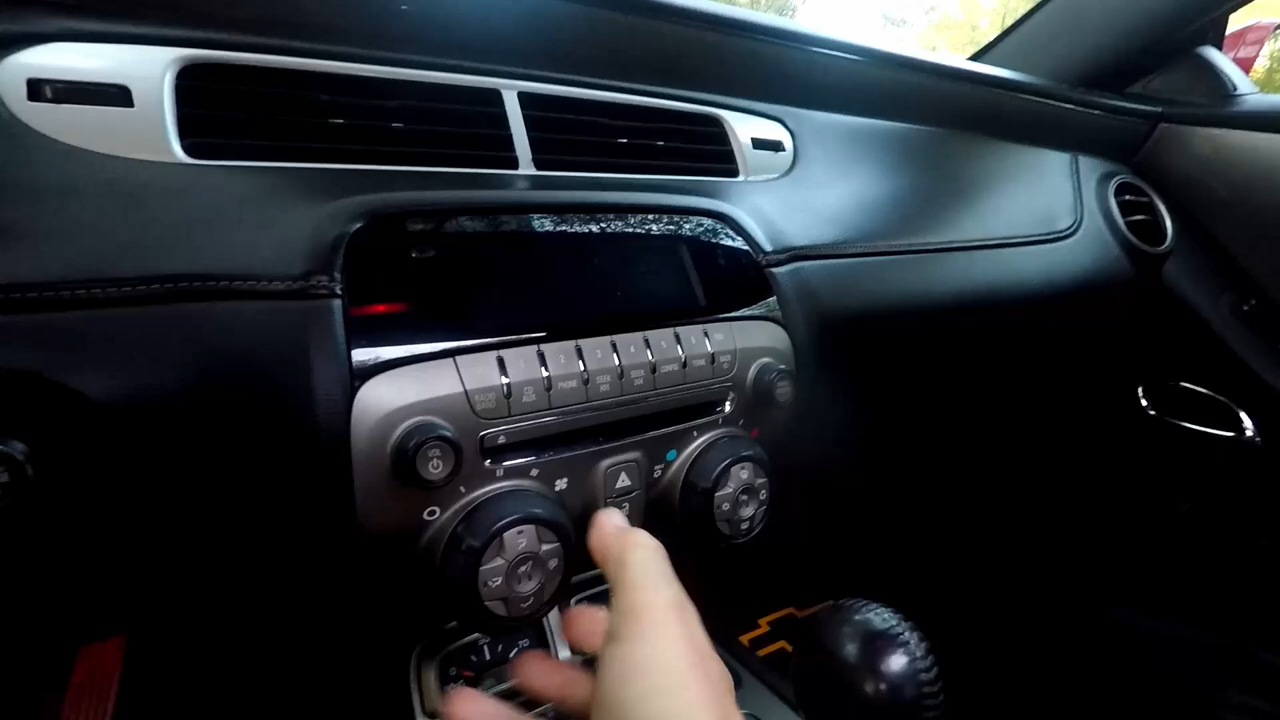 1 2 3 4 5 6
RADIO BAND
CD AUX
PHONE
SEEK
SEEK
CONFIG
TONE
BACK
VOL